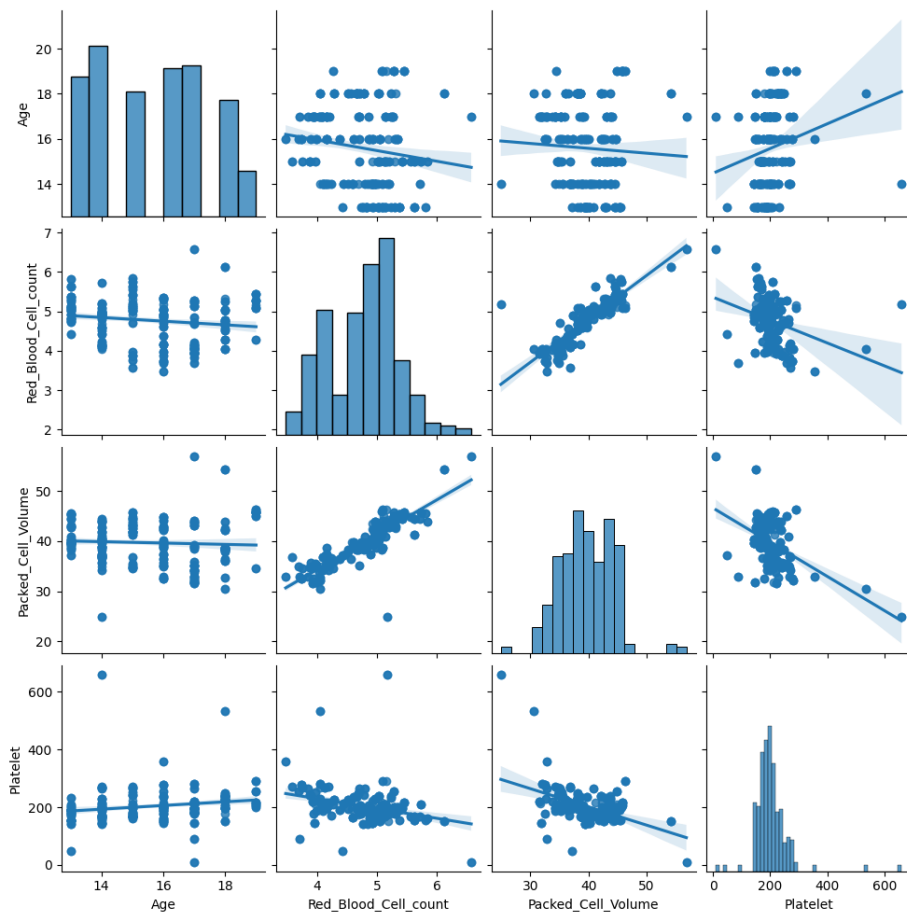 20
18
16
14
Age
7
6
5
4
3
2
Red_Blood_Cell_count
50
40
30
20
Packed_Cell_Volume
600
400
200
0
Platelet
14 16 18
Age
4 5 6
Red_Blood_Cell_count
30 40 50
Packed_Cell_Volume
0 200 400 600
Platelet